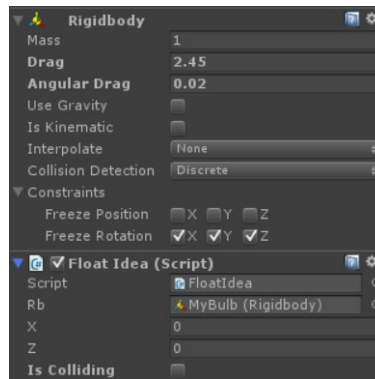 Rigidbody
Mass 1
Drag 2.45
Angular Drag 0.02
Use Gravity
Is Kinematic
Interpolate None
Collision Detection Discrete
Constraints
Freeze Position X Y Z
Freeze Rotation X Y Z
Float Idea (Script)
Script FloatIdea
Rb MyBulb (Rigidbody)
X 0
Z 0
Is Colliding